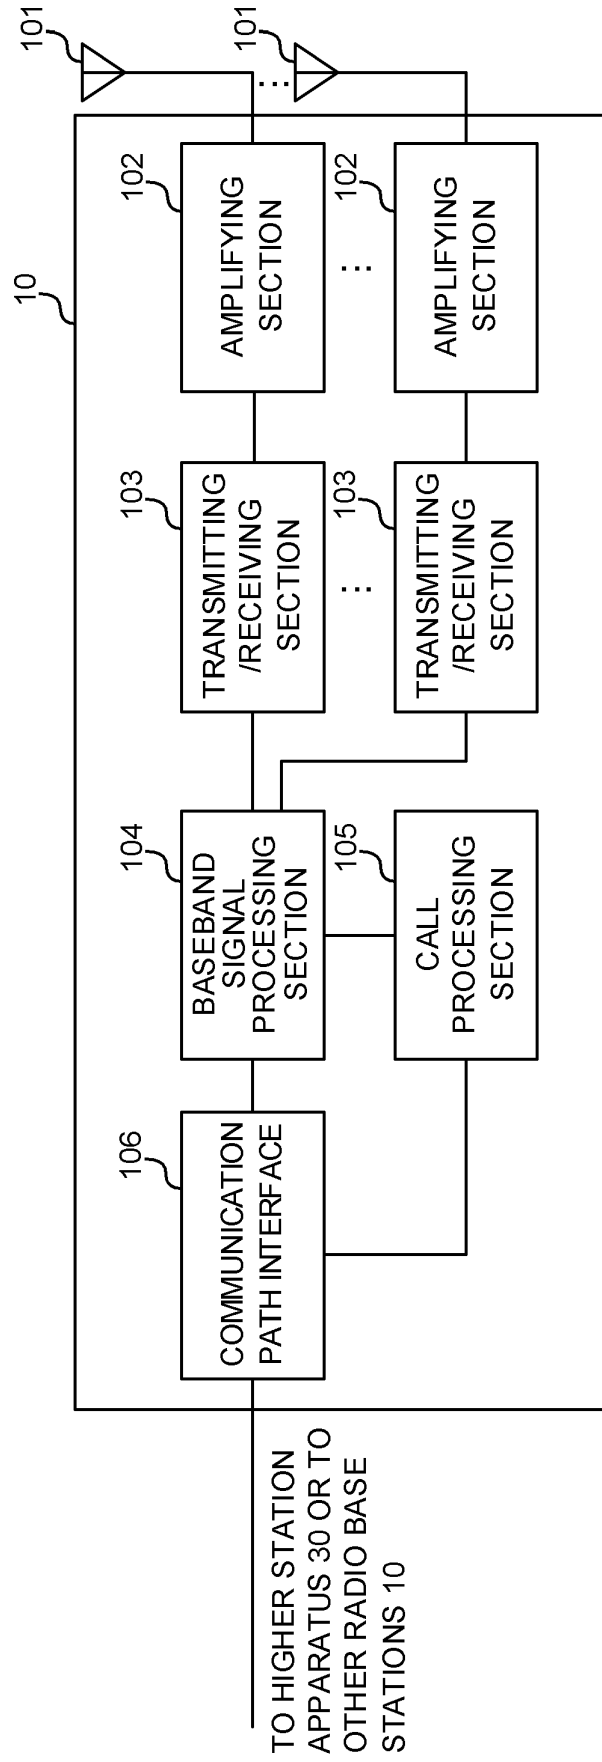 10
101
101
102
AMPLIFYING
SECTION
102
AMPLIFYING
SECTION
...
103
TRANSMITTING
/RECEIVING
SECTION
103
TRANSMITTING
/RECEIVING
SECTION
...
104
BASEBAND
SIGNAL
PROCESSING
SECTION
105
CALL
PROCESSING
SECTION
106
COMMUNICATION
PATH INTERFACE
TO HIGHER STATION
APPARATUS 30 OR TO
OTHER RADIO BASE
STATIONS 10